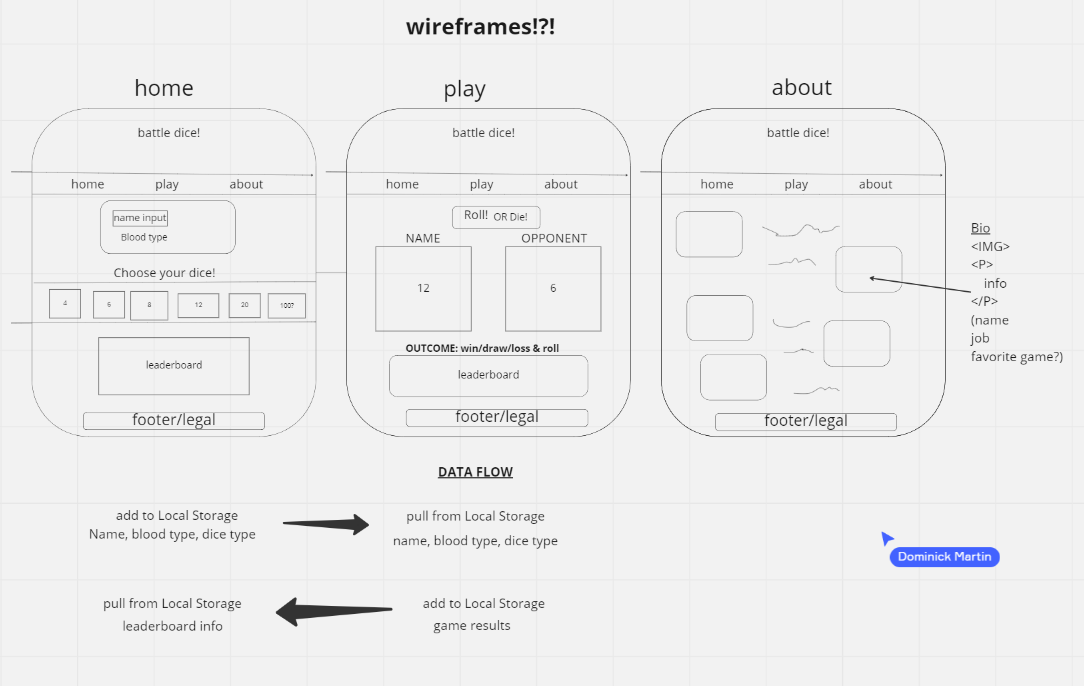 wireframes!?!
home
battle dice!
home play about
name input
Blood type
Choose your dice!
4 6 8 12 20 100?
leaderboard
footer/legal
play
battle dice!
home play about
Roll! OR Die!
NAME OPPONENT
12 6
OUTCOME: win/draw/loss & roll
leaderboard
footer/legal
about
battle dice!
home play about
footer/legal
Bio
<IMG>
<P>
info
</P>
(name
job
favorite game?)
DATA FLOW
add to Local Storage
Name, blood type, dice type
pull from Local Storage
name, blood type, dice type
pull from Local Storage
leaderboard info
add to Local Storage
game results
Dominick Martin